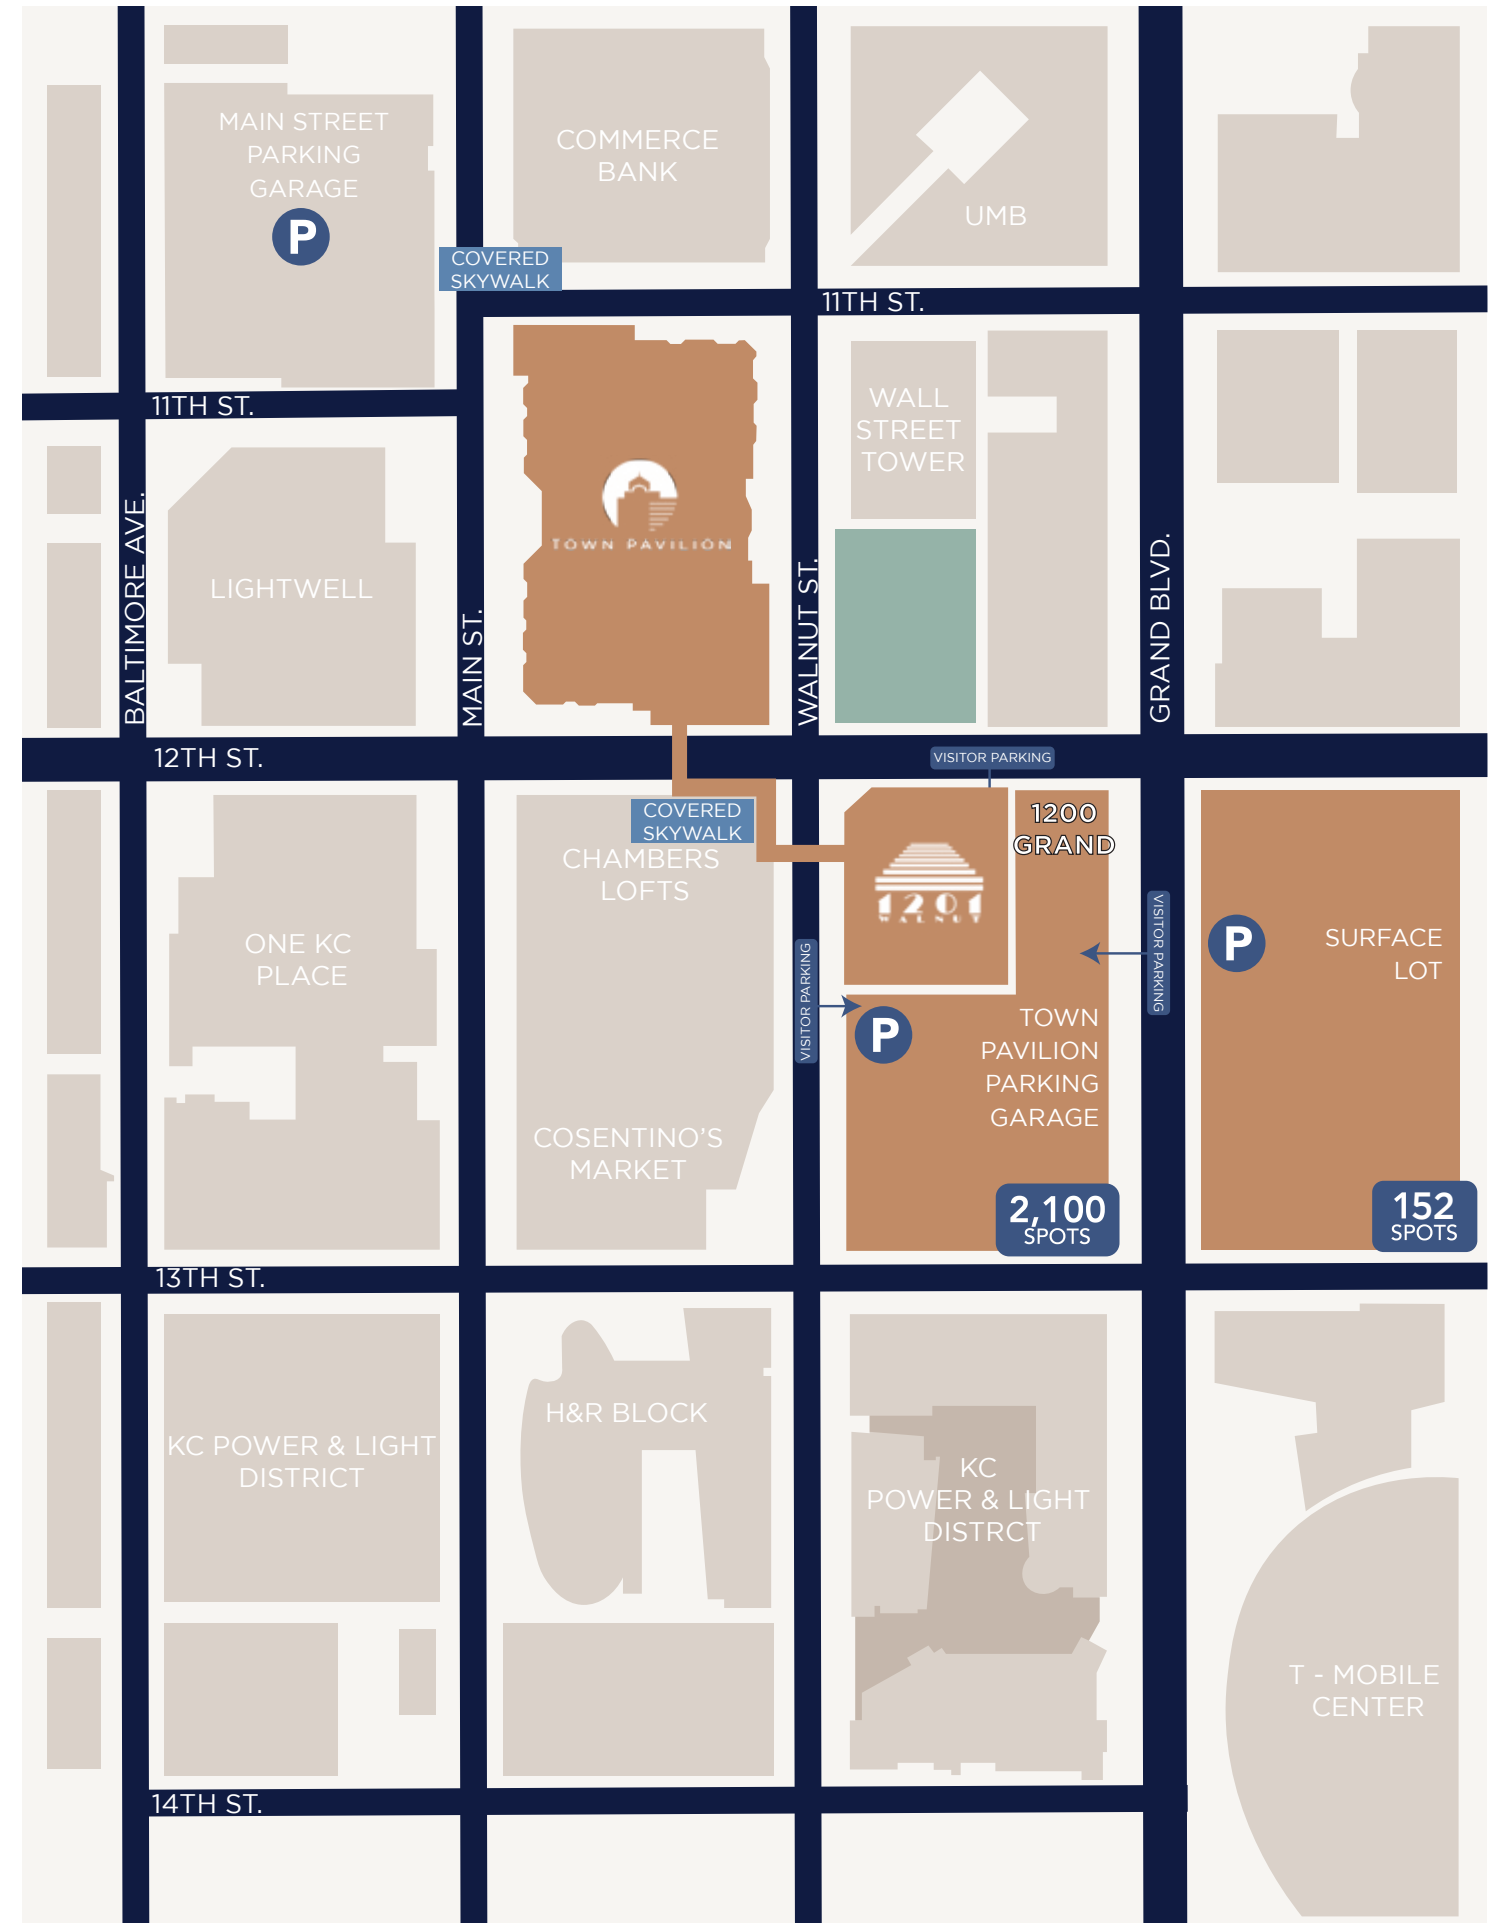 MAIN STREET
PARKING
GARAGE
P
COMMERCE
BANK
UMB
COVERED
SKYWALK
11TH ST.
11TH ST.
WALL
STREET
TOWER
TOWN PAVILION
LIGHTWELL
BALTIMORE AVE.
MAIN ST.
WALNUT ST.
GRAND BLVD.
12TH ST.
VISITOR PARKING
COVERED
SKYWALK
CHAMBERS
LOFTS
1200
GRAND
1201
WALNUT
ONE KC
PLACE
VISITOR PARKING
VISITOR PARKING
P
SURFACE
LOT
P
TOWN
PAVILION
PARKING
GARAGE
COSENTINO'S
MARKET
2,100
SPOTS
152
SPOTS
13TH ST.
KC POWER & LIGHT
DISTRICT
H&R BLOCK
KC
POWER & LIGHT
DISTRCT
T - MOBILE
CENTER
14TH ST.